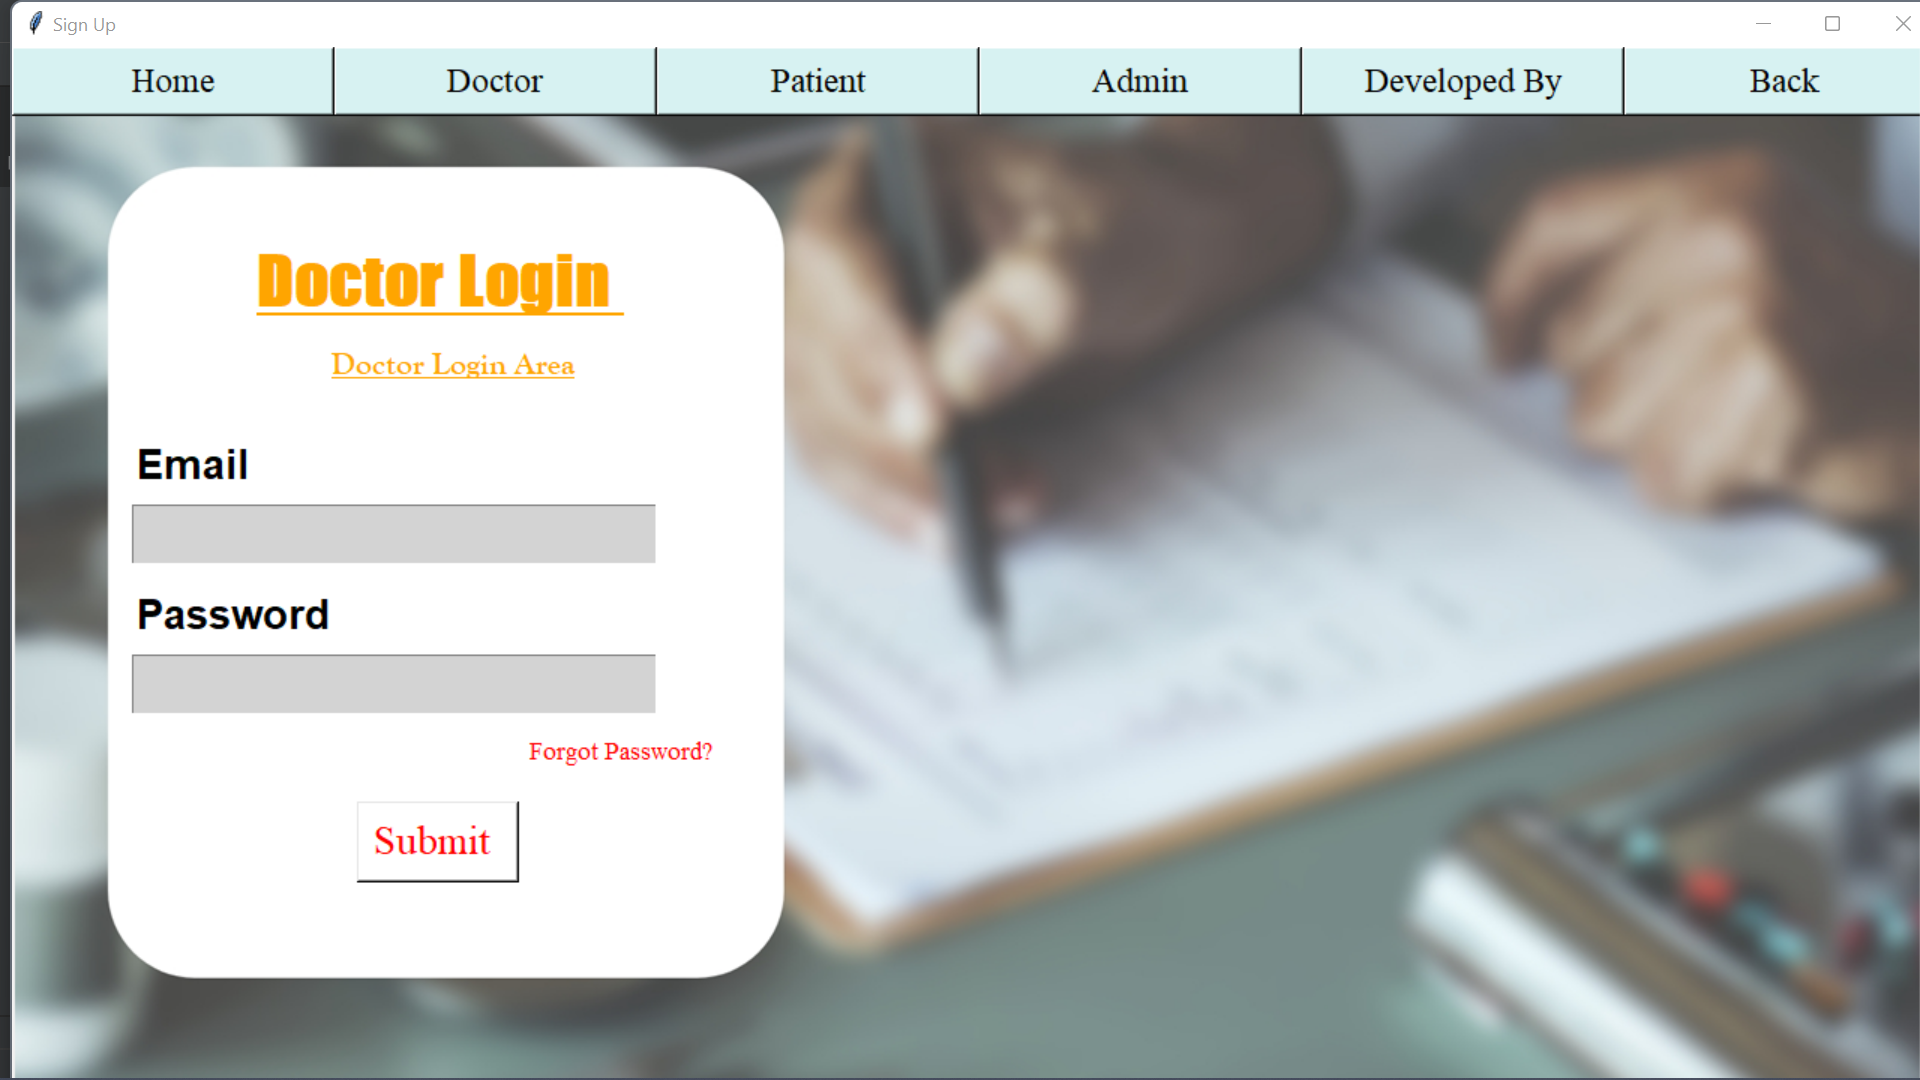 Sign Up
Home Doctor Patient Admin Developed By Back
Doctor Login
Doctor Login Area
Email
Password
Forgot Password?
Submit